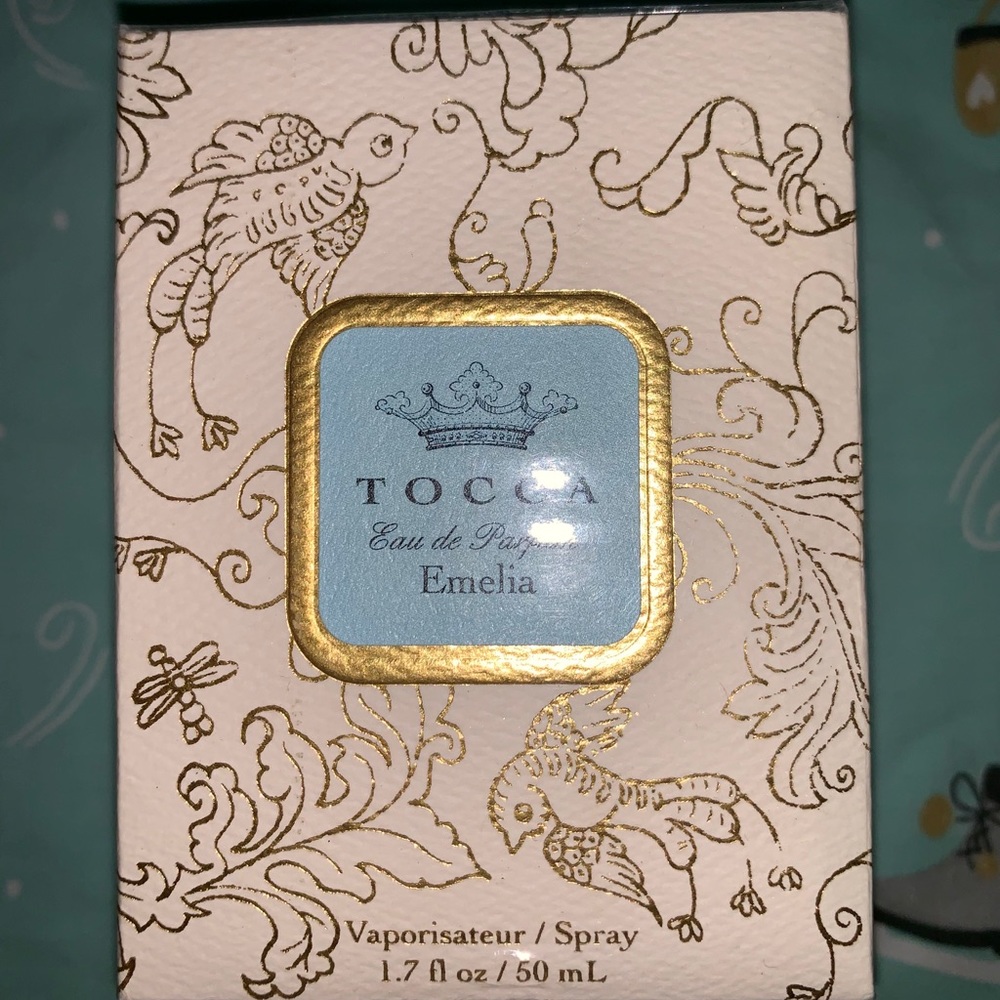 TOCCA
Eau de Parfum
Emelia
Vaporisateur / Spray
1.7 fl oz / 50 mL